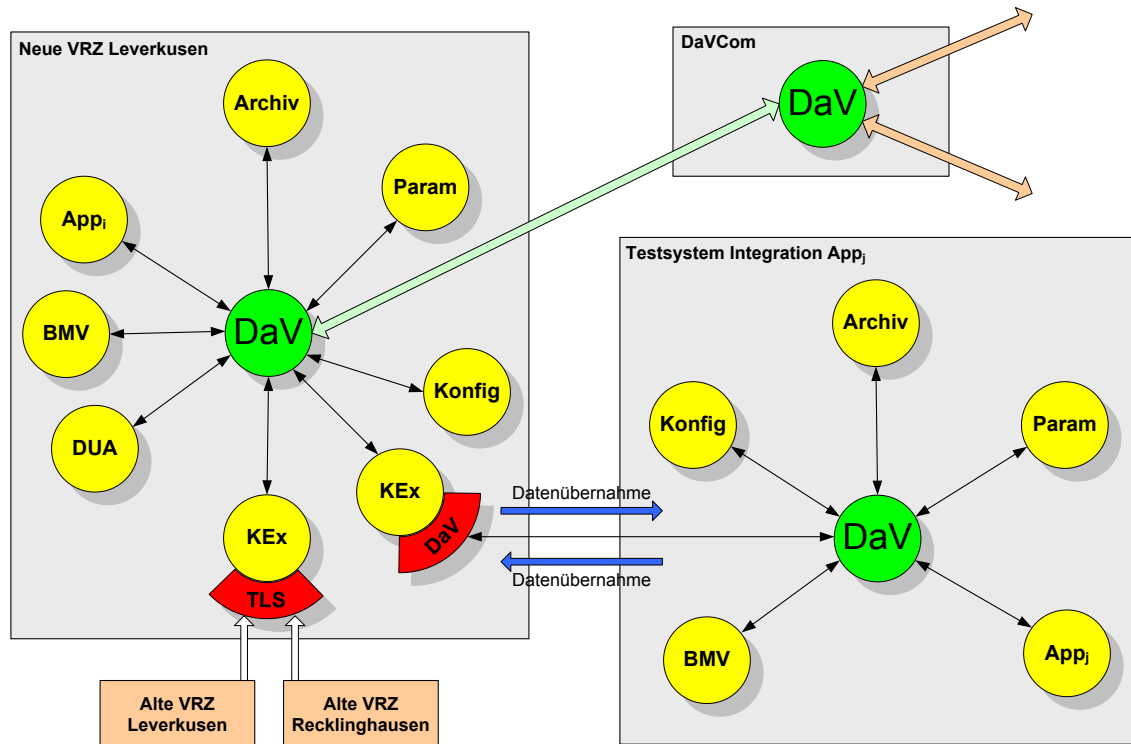 Neue VRZ Leverkusen
Archiv
Param
Appᵢ
BMV
DaV
Konfig
DUA
KEx
DaV
KEx
TLS
Alte VRZ
Leverkusen
Alte VRZ
Recklinghausen
DaVCom
DaV
Datenübernahme
Datenübernahme
Testsystem Integration Appⱼ
Archiv
Konfig
Param
DaV
BMV
Appⱼ